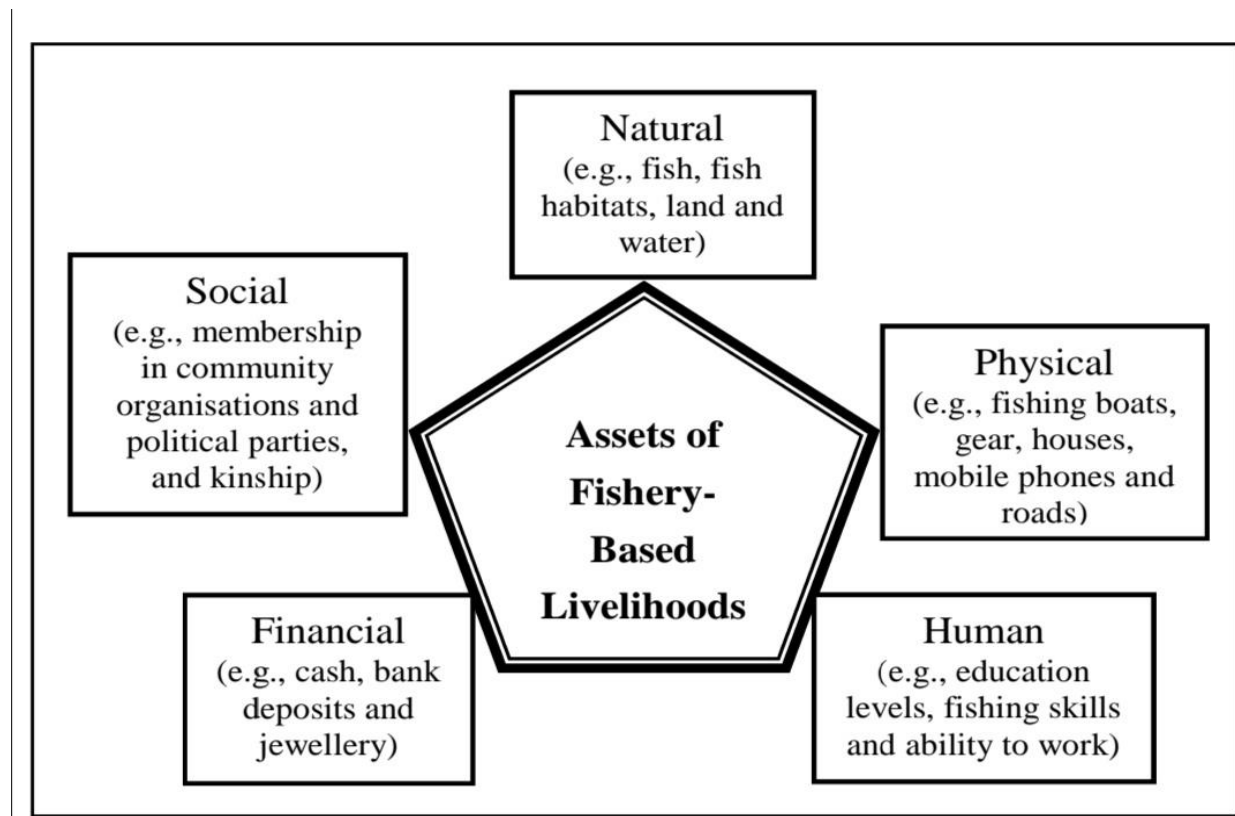 Natural
(e.g., fish, fish
habitats, land and
water)
Social
(e.g., membership
in community
organisations and
political parties,
and kinship)
Physical
(e.g., fishing boats,
gear, houses,
mobile phones and
roads)
Assets of
Fishery-
Based
Livelihoods
Financial
(e.g., cash, bank
deposits and
jewellery)
Human
(e.g., education
levels, fishing skills
and ability to work)